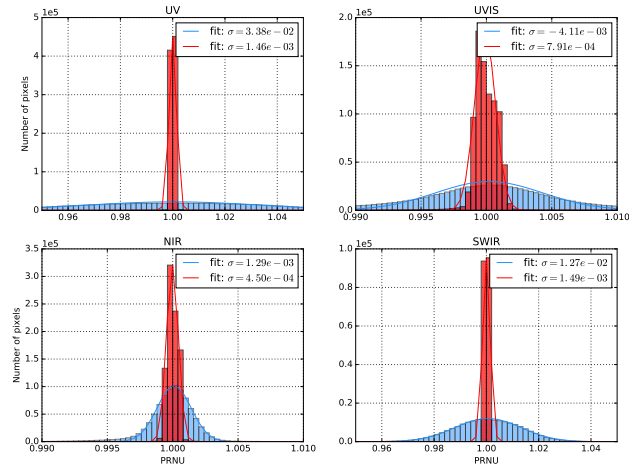 UV
1e5
fit: σ = 3.38e − 02
fit: σ = 1.46e − 03
Number of pixels
5
4
3
2
1
0
0.96 0.98 1.00 1.02 1.04
UVIS
1e5
fit: σ = − 4.11e − 03
fit: σ = 7.91e − 04
2.0
1.5
1.0
0.5
0.0
0.990 0.995 1.000 1.005 1.010
NIR
1e5
fit: σ = 1.29e − 03
fit: σ = 4.50e − 04
Number of pixels
3.5
3.0
2.5
2.0
1.5
1.0
0.5
0.0
0.990 0.995 1.000 1.005 1.010
PRNU
SWIR
1e5
fit: σ = 1.27e − 02
fit: σ = 1.49e − 03
1.0
0.8
0.6
0.4
0.2
0.0
0.96 0.98 1.00 1.02 1.04
PRNU